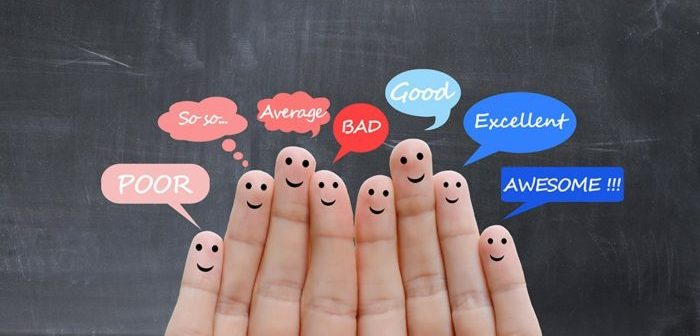 POOR
So so...
Average
BAD
Good
Excellent
AWESOME !!!